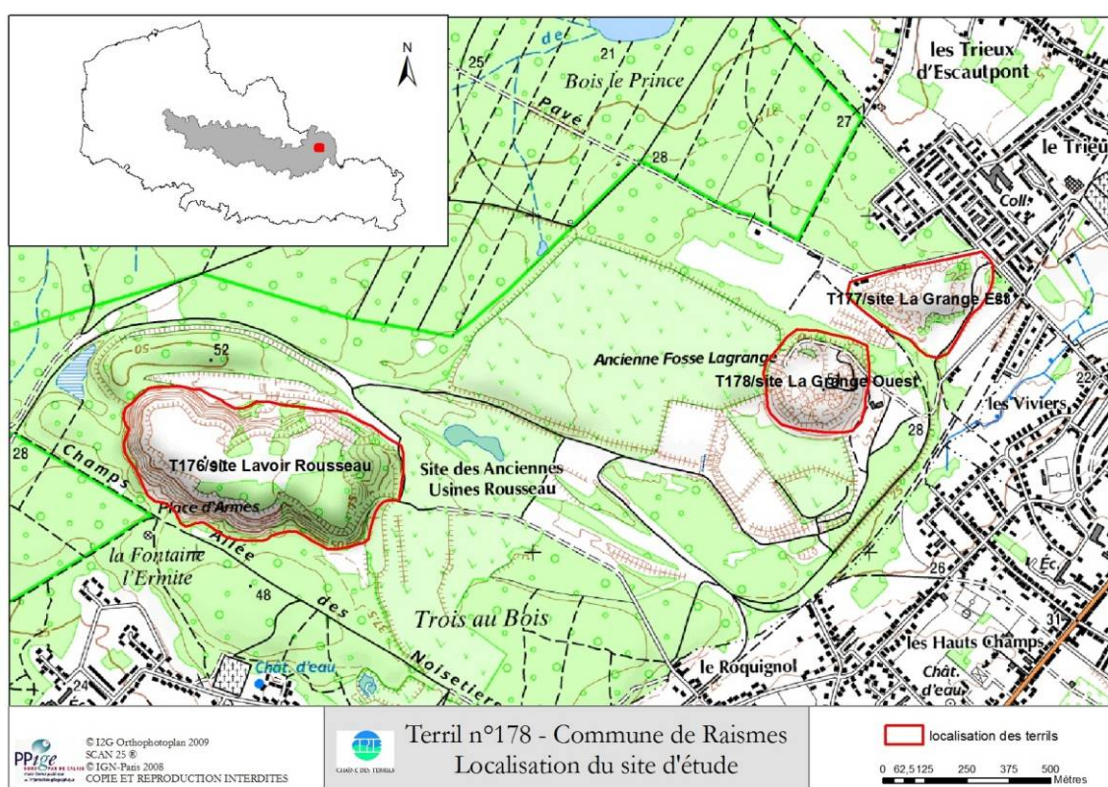 N
de
21
25
Bois le Prince
Pavé
les Trieux
d'Escautpont
27
le Trieu
28
Coll.
T177/site La Grange Est
52
50
Ancienne Fosse Lagrange
T178/site La Grange Ouest
22
les Viviers
28
28
T176/site Lavoir Rousseau
Site des Anciennes
Usines Rousseau
Champs
Place d'Armes
Allée
la Fontaine
l'Ermite
des
26
Éc.
48
Trois au Bois
Noisetiers
31
les Hauts Champs
le Roquignol
Chât. d'eau
Chât.
d'eau
24
PPige
© I2G Orthophotoplan 2009
SCAN 25 ®
© IGN-Paris 2008
COPIE ET REPRODUCTION INTERDITES
CPIE
CHAÎNE DES TERRILS
Terril n°178 - Commune de Raismes
Localisation du site d'étude
localisation des terrils
0 62,5 125 250 375 500
Mètres